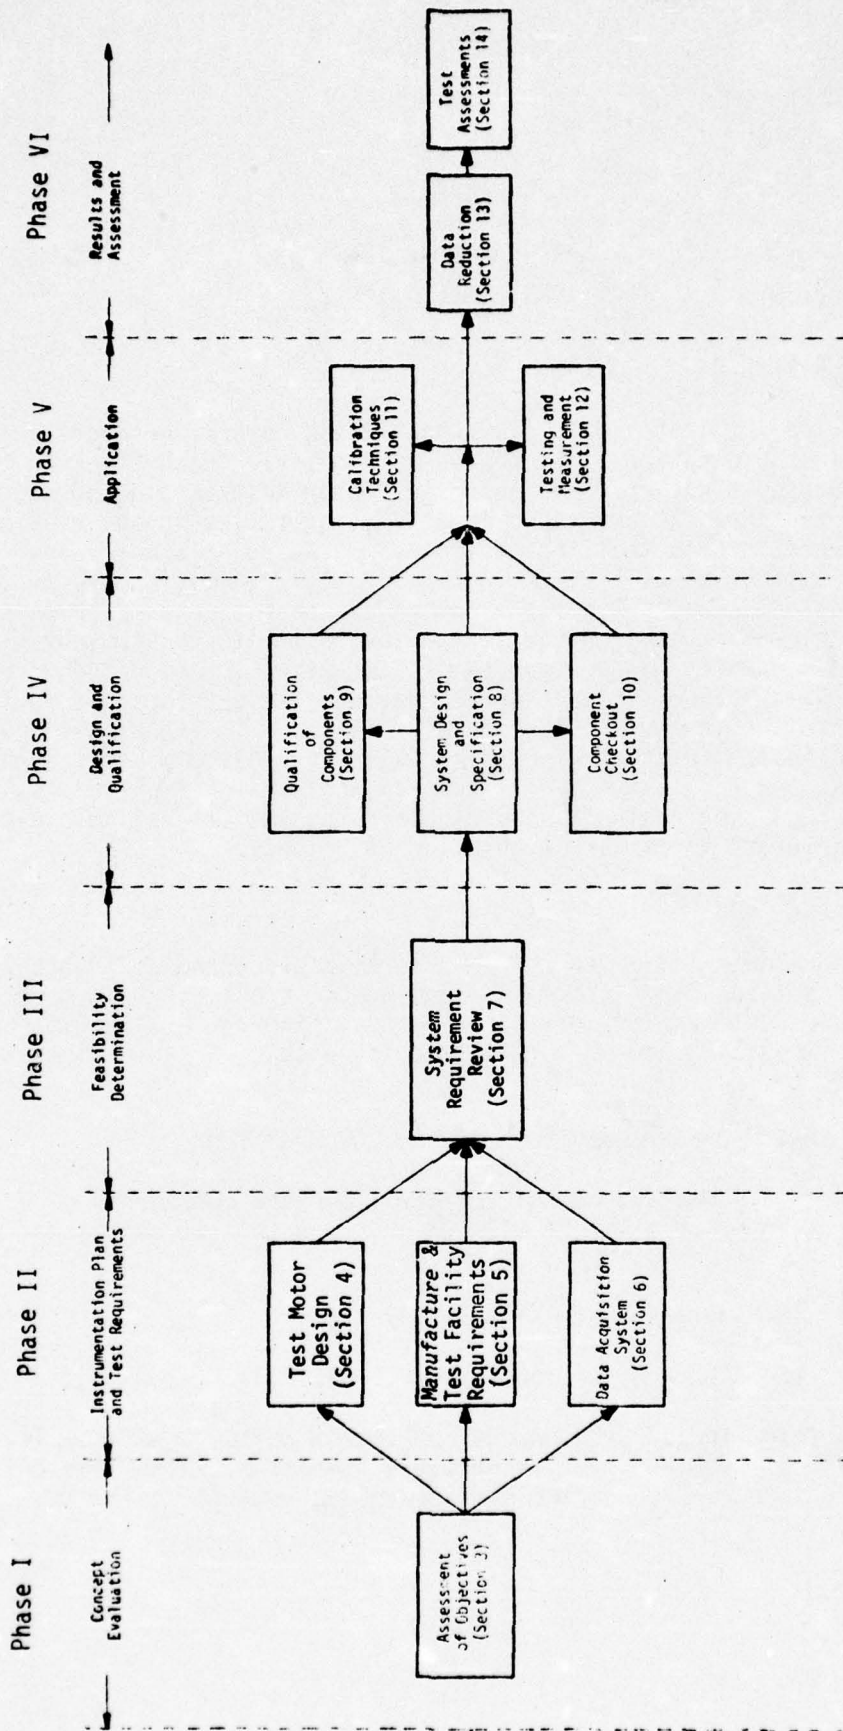 Phase I
Concept
Evaluation
Assessment
of Objectives
(Section 3)
Phase II
Instrumentation Plan
and Test Requirements
Test Motor
Design
(Section 4)
Manufacture &
Test Facility
Requirements
(Section 5)
Data Acquisition
System
(Section 6)
Phase III
Feasibility
Determination
System
Requirement
Review
(Section 7)
Phase IV
Design and
Qualification
Qualification
of
Components
(Section 9)
System Design
and
Specification
(Section 8)
Component
Checkout
(Section 10)
Phase V
Application
Calibration
Techniques
(Section 11)
Testing and
Measurement
(Section 12)
Phase VI
Results and
Assessment
Data
Reduction
(Section 13)
Test
Assessments
(Section 14)